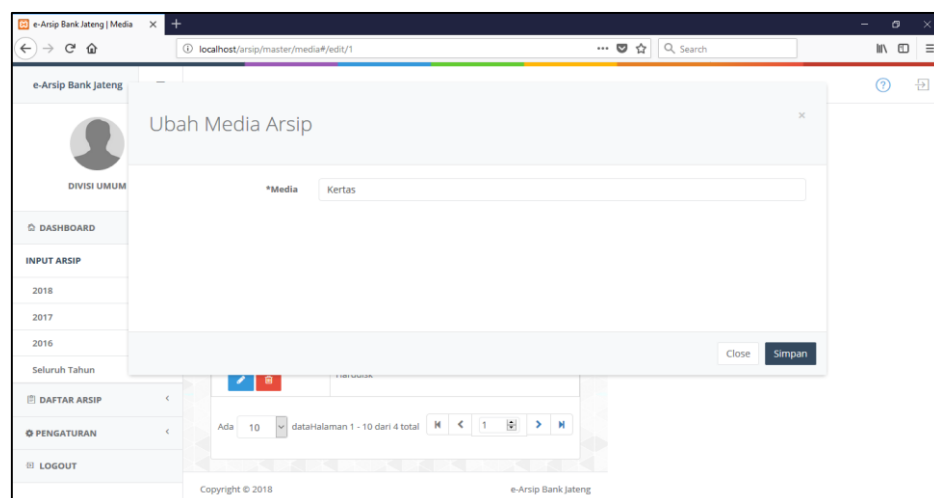 e-Arsip Bank Jateng | Media
localhost/arsip/master/media#/edit/1
Search
e-Arsip Bank Jateng
DIVISI UMUM
DASHBOARD
INPUT ARSIP
2018
2017
2016
Seluruh Tahun
DAFTAR ARSIP
PENGATURAN
LOGOUT
Ubah Media Arsip
*Media Kertas
Close Simpan
Harddisk
Ada 10 dataHalaman 1 - 10 dari 4 total 1
Copyright © 2018 e-Arsip Bank Jateng